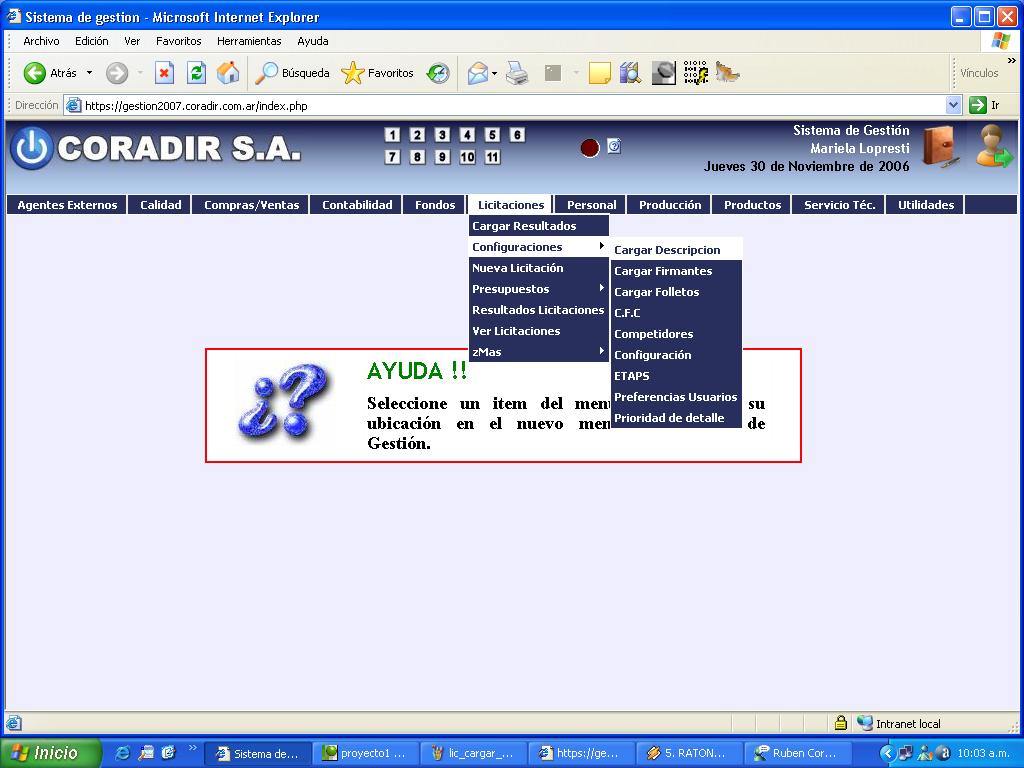 Sistema de gestion - Microsoft Internet Explorer
Archivo Edición Ver Favoritos Herramientas Ayuda
Atrás Búsqueda Favoritos Vínculos »
Dirección https://gestion2007.coradir.com.ar/index.php Ir
CORADIR S.A.
1 2 3 4 5 6
7 8 9 10 11
Sistema de Gestión
Mariela Lopresti
Jueves 30 de Noviembre de 2006
Agentes Externos Calidad Compras/Ventas Contabilidad Fondos Licitaciones Personal Producción Productos Servicio Téc. Utilidades
Cargar Resultados
Configuraciones
Nueva Licitación
Presupuestos
Resultados Licitaciones
Ver Licitaciones
zMas
Cargar Descripcion
Cargar Firmantes
Cargar Folletos
C.F.C
Competidores
Configuración
ETAPS
Preferencias Usuarios
Prioridad de detalle
¿?
AYUDA !!
Seleccione un item del men su
ubicación en el nuevo men de
Gestión.
Intranet local
Inicio » Sistema de... proyecto1 ... lic_cargar_... https://ge... 5. RATON... Ruben Cor... 10:03 a.m.